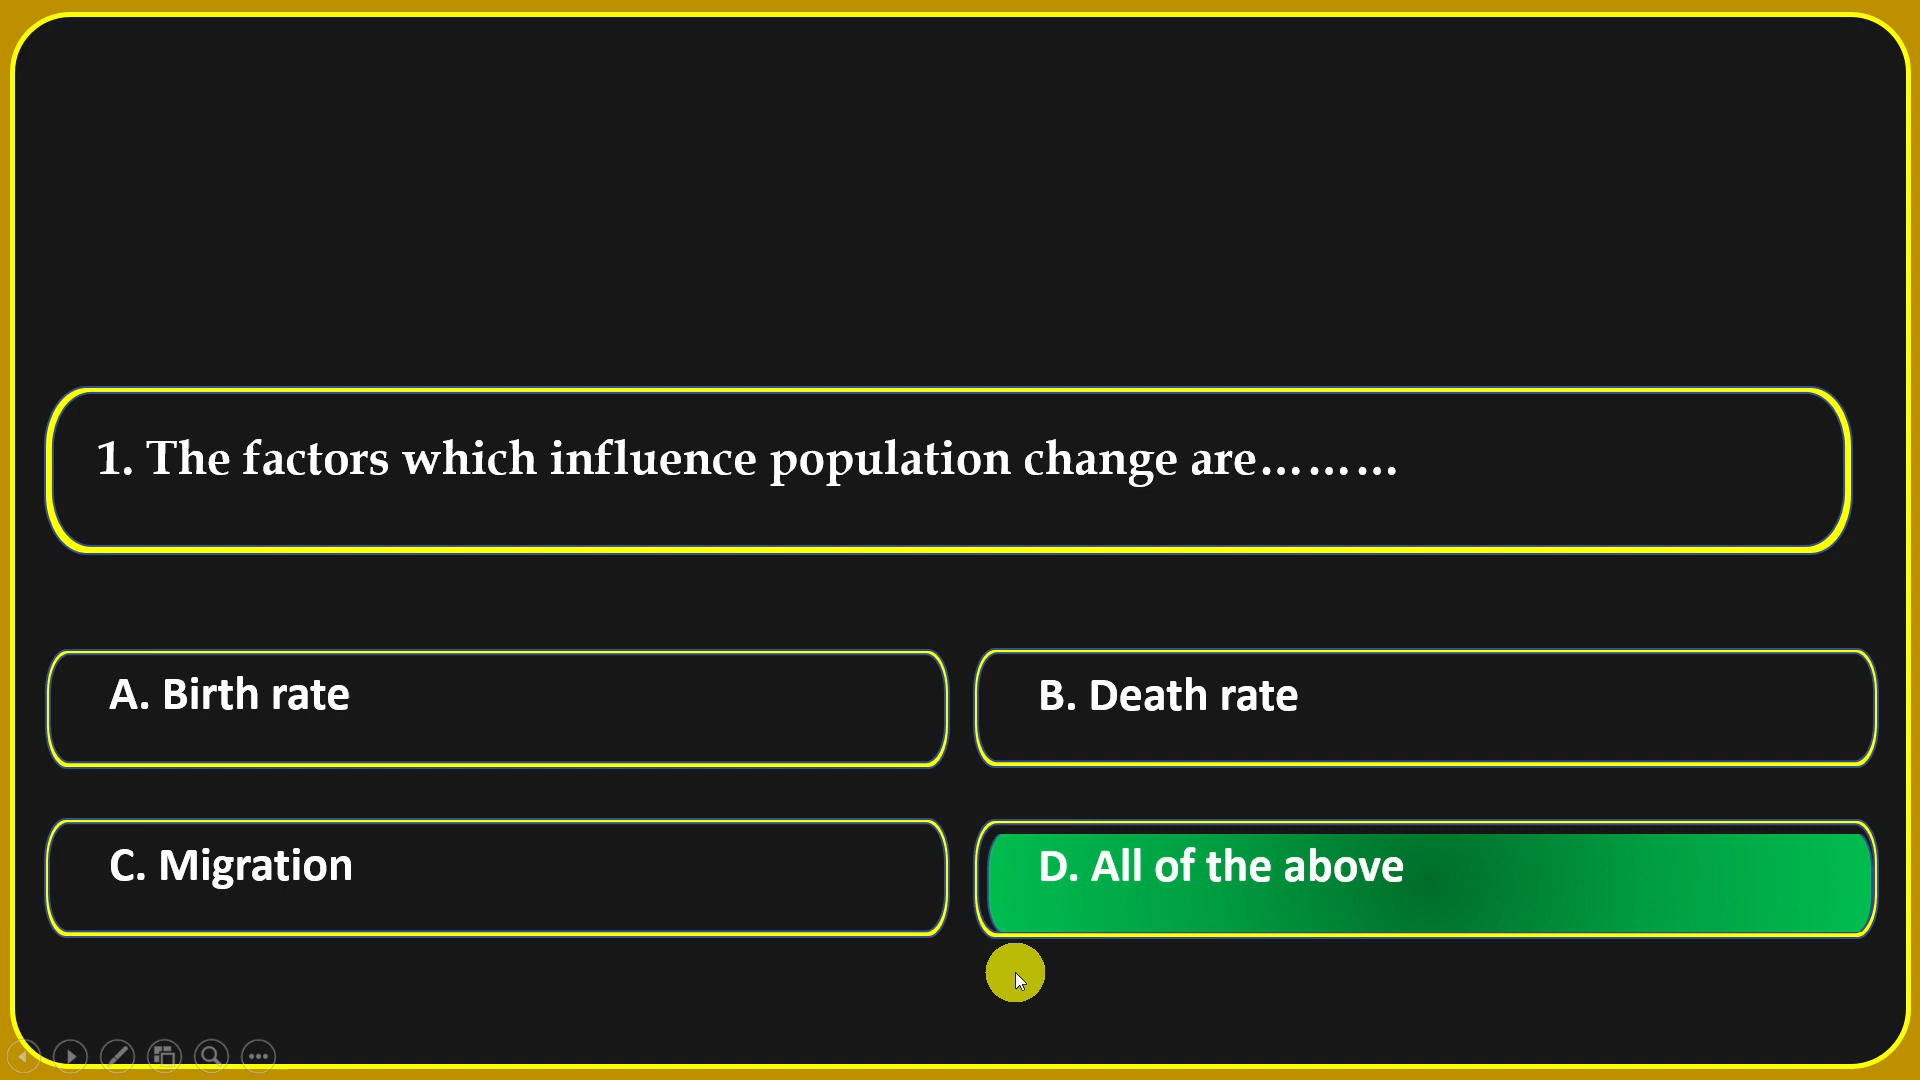 1. The factors which influence population change are………
A. Birth rate
B. Death rate
C. Migration
D. All of the above